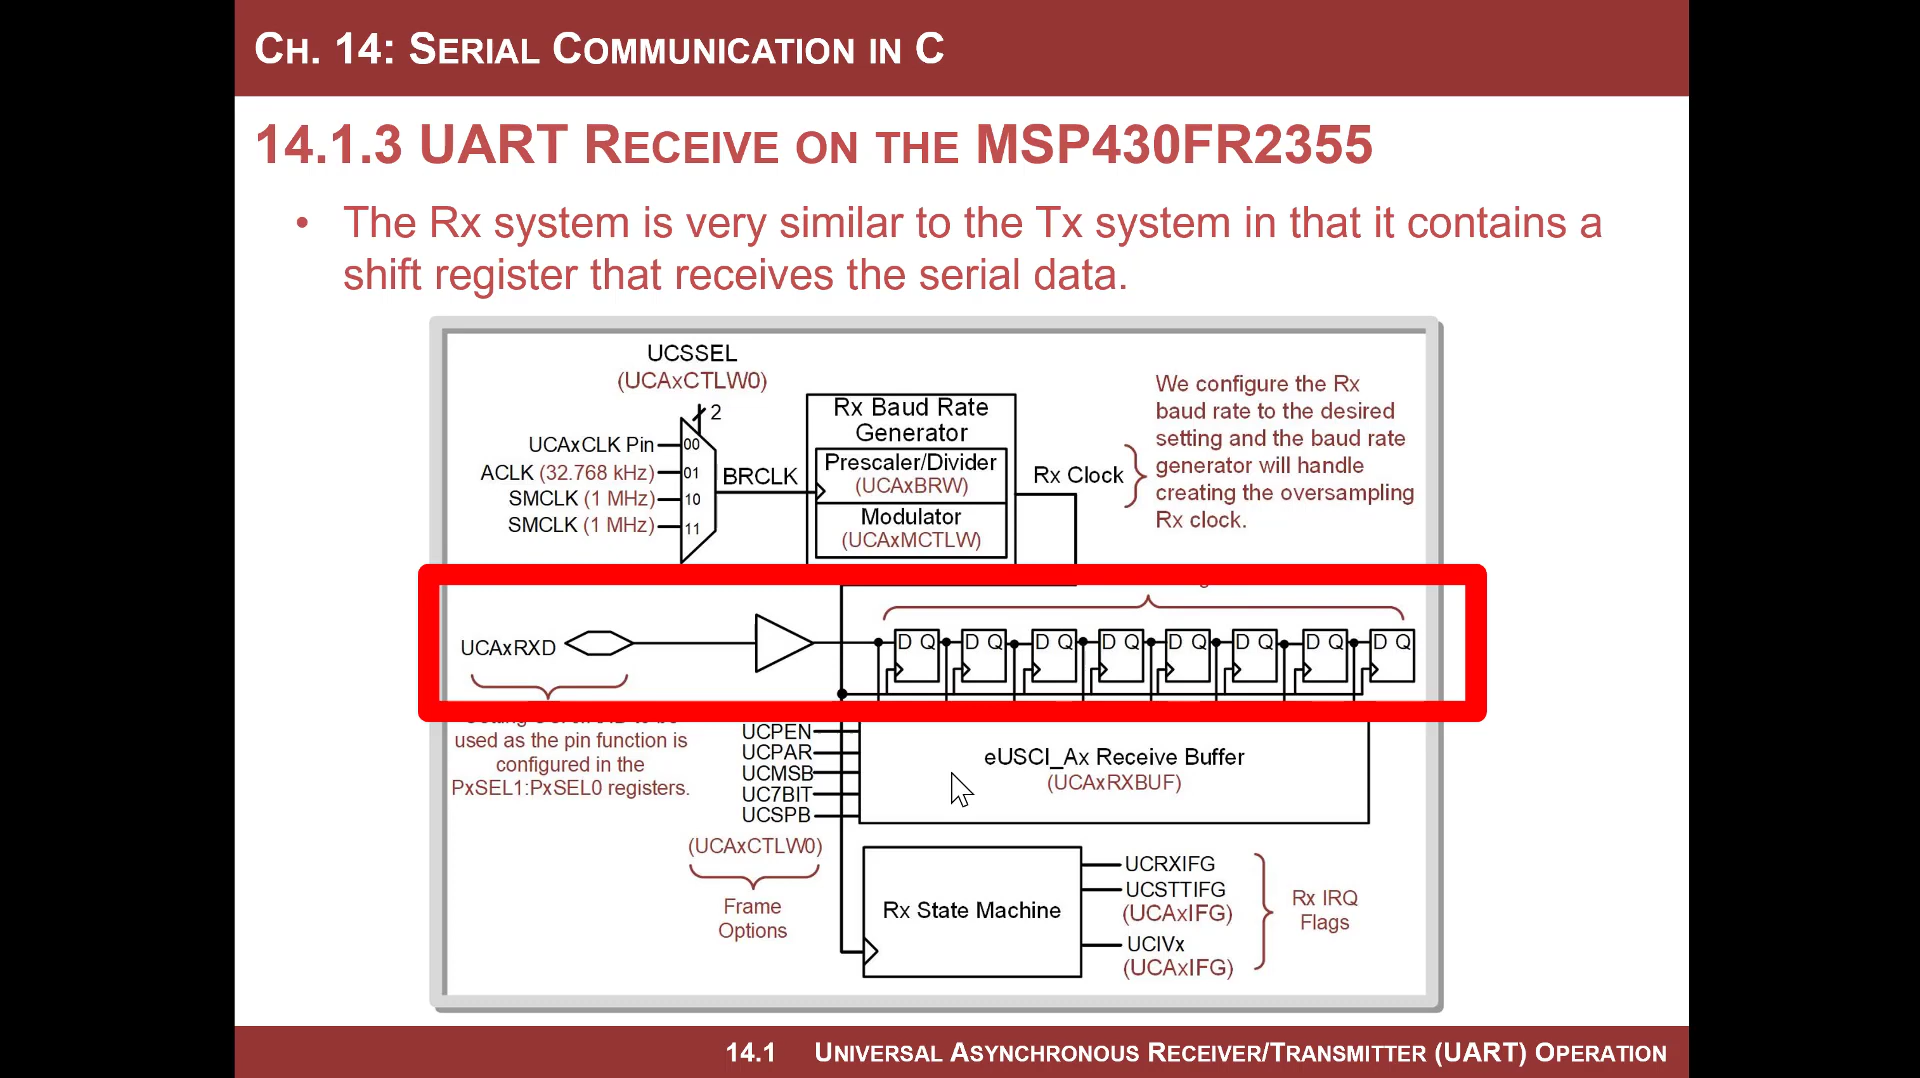 CH. 14: SERIAL COMMUNICATION IN C
14.1.3 UART RECEIVE ON THE MSP430FR2355
• The Rx system is very similar to the Tx system in that it contains a
shift register that receives the serial data.
UCSSEL
(UCAxCTLW0)
2
UCAxCLK Pin
ACLK (32.768 kHz)
SMCLK (1 MHz)
SMCLK (1 MHz)
00
01
10
11
BRCLK
Rx Baud Rate
Generator
Prescaler/Divider
(UCAxBRW)
Modulator
(UCAxMCTLW)
Rx Clock
We configure the Rx
baud rate to the desired
setting and the baud rate
generator will handle
creating the oversampling
Rx clock.
UCAxRXD
D Q D Q D Q D Q D Q D Q D Q D Q
used as the pin function is
configured in the
PxSEL1:PxSEL0 registers.
UCPEN
UCPAR
UCMSB
UC7BIT
UCSPB
(UCAxCTLW0)
Frame
Options
eUSCI_Ax Receive Buffer
(UCAxRXBUF)
Rx State Machine
UCRXIFG
UCSTTIFG
(UCAxIFG)
UCIVx
(UCAxIFG)
Rx IRQ
Flags
14.1 UNIVERSAL ASYNCHRONOUS RECEIVER/TRANSMITTER (UART) OPERATION